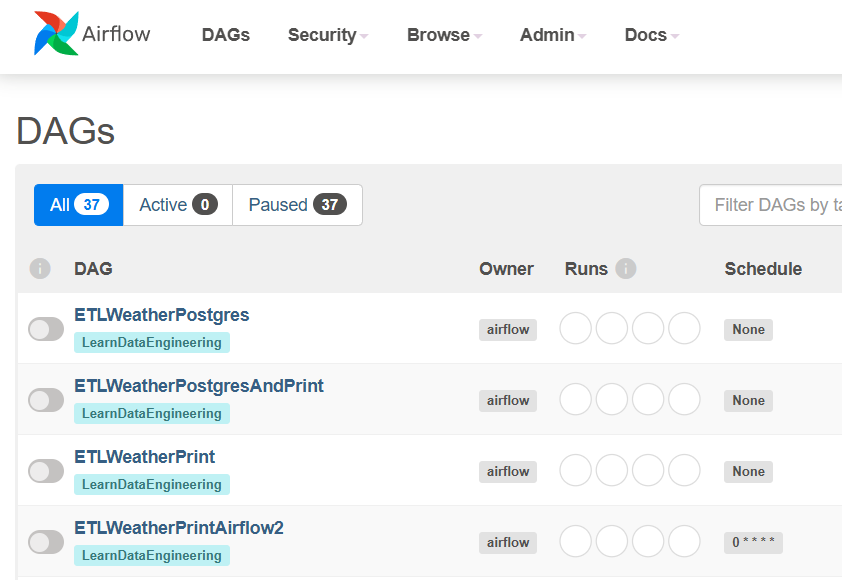 Airflow DAGs Security Browse Admin Docs
DAGs
All 37 Active 0 Paused 37 Filter DAGs by
i DAG Owner Runs i Schedule
ETLWeatherPostgres
LearnDataEngineering airflow None
ETLWeatherPostgresAndPrint
LearnDataEngineering airflow None
ETLWeatherPrint
LearnDataEngineering airflow None
ETLWeatherPrintAirflow2
LearnDataEngineering airflow 0 * * * *